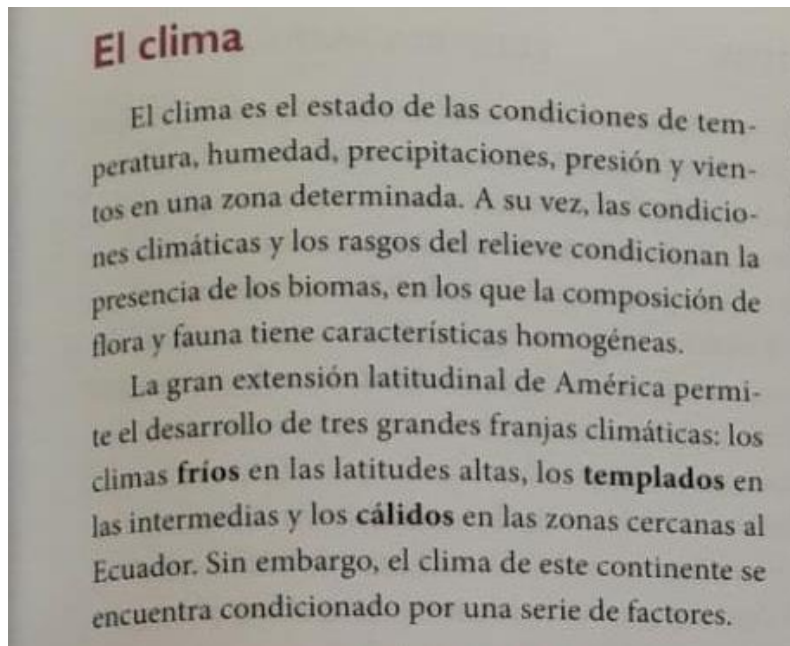 El clima
El clima es el estado de las condiciones de tem-
peratura, humedad, precipitaciones, presión y vien-
tos en una zona determinada. A su vez, las condicio-
nes climáticas y los rasgos del relieve condicionan la
presencia de los biomas, en los que la composición de
flora y fauna tiene características homogéneas.
La gran extensión latitudinal de América permi-
te el desarrollo de tres grandes franjas climáticas: los
climas fríos en las latitudes altas, los templados en
las intermedias y los cálidos en las zonas cercanas al
Ecuador. Sin embargo, el clima de este continente se
encuentra condicionado por una serie de factores.